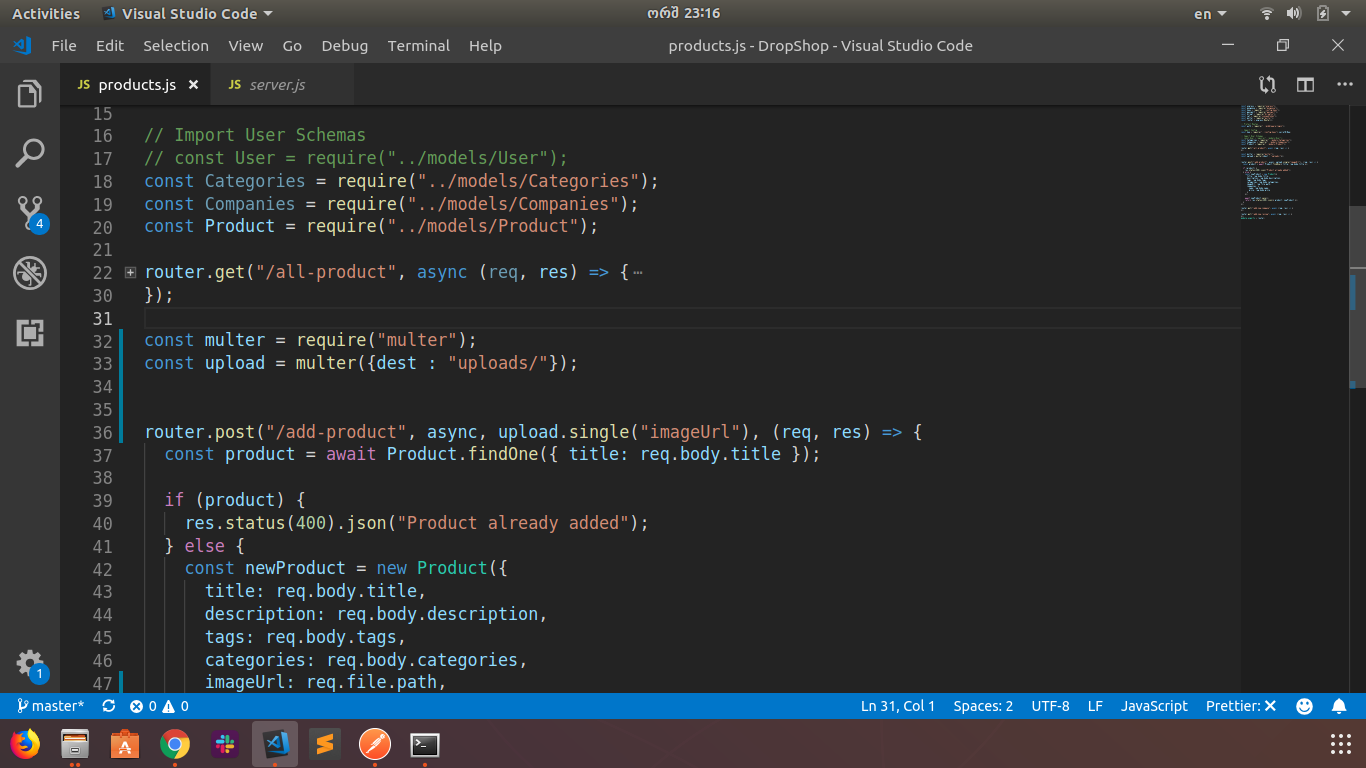 Activities
Visual Studio Code
ორშ 23:16
en
File Edit Selection View Go Debug Terminal Help
products.js - DropShop - Visual Studio Code
JS products.js ×
JS server.js
15
16 // Import User Schemas
17 // const User = require("../models/User");
18 const Categories = require("../models/Categories");
19 const Companies = require("../models/Companies");
20 const Product = require("../models/Product");
21
22 router.get("/all-product", async (req, res) => {⋯
30 });
31
32 const multer = require("multer");
33 const upload = multer({dest : "uploads/"});
34
35
36 router.post("/add-product", async, upload.single("imageUrl"), (req, res) => {
37 const product = await Product.findOne({ title: req.body.title });
38
39 if (product) {
40 res.status(400).json("Product already added");
41 } else {
42 const newProduct = new Product({
43 title: req.body.title,
44 description: req.body.description,
45 tags: req.body.tags,
46 categories: req.body.categories,
47 imageUrl: req.file.path,
4
1
master* 0 0
Ln 31, Col 1 Spaces: 2 UTF-8 LF JavaScript Prettier: ×